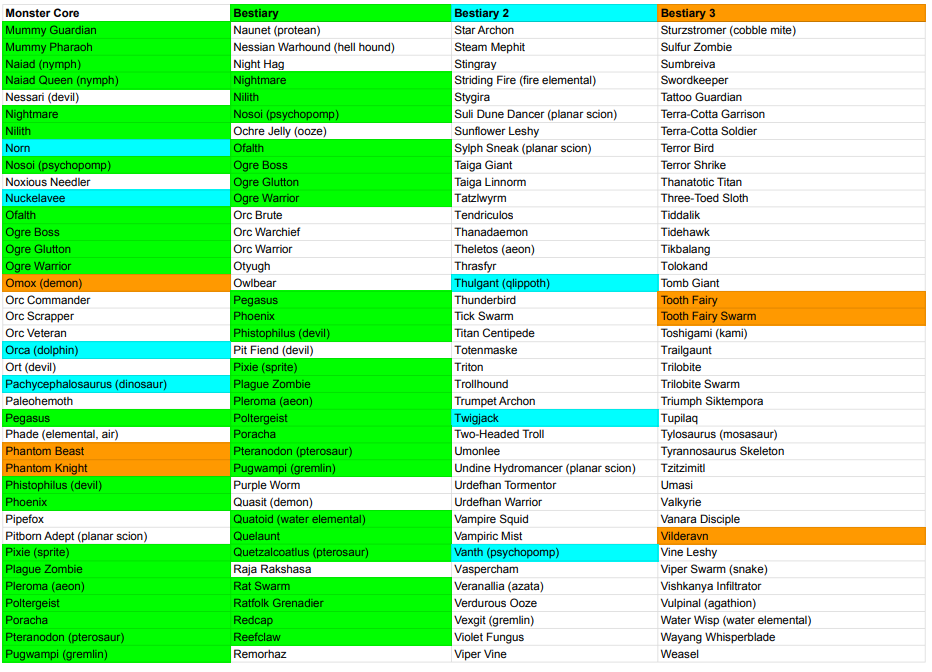 Monster Core Bestiary Bestiary 2 Bestiary 3
Mummy Guardian Naunet (protean) Star Archon Sturzstromer (cobble mite)
Mummy Pharaoh Nessian Warhound (hell hound) Steam Mephit Sulfur Zombie
Naiad (nymph) Night Hag Stingray Sumbreiva
Naiad Queen (nymph) Nightmare Striding Fire (fire elemental) Swordkeeper
Nessari (devil) Nilith Stygira Tattoo Guardian
Nightmare Nosoi (psychopomp) Suli Dune Dancer (planar scion) Terra-Cotta Garrison
Nilith Ochre Jelly (ooze) Sunflower Leshy Terra-Cotta Soldier
Norn Ofalth Sylph Sneak (planar scion) Terror Bird
Nosoi (psychopomp) Ogre Boss Taiga Giant Terror Shrike
Noxious Needler Ogre Glutton Taiga Linnorm Thanatotic Titan
Nuckelavee Ogre Warrior Tatzlwyrm Three-Toed Sloth
Ofalth Orc Brute Tendriculos Tiddalik
Ogre Boss Orc Warchief Thanadaemon Tidehawk
Ogre Glutton Orc Warrior Theletos (aeon) Tikbalang
Ogre Warrior Otyugh Thrasfyr Tolokand
Omox (demon) Owlbear Thulgant (qlippoth) Tomb Giant
Orc Commander Pegasus Thunderbird Tooth Fairy
Orc Scrapper Phoenix Tick Swarm Tooth Fairy Swarm
Orc Veteran Phistophilus (devil) Titan Centipede Toshigami (kami)
Orca (dolphin) Pit Fiend (devil) Totenmaske Trailgaunt
Ort (devil) Pixie (sprite) Triton Trilobite
Pachycephalosaurus (dinosaur) Plague Zombie Trollhound Trilobite Swarm
Paleohemoth Pleroma (aeon) Trumpet Archon Triumph Siktempora
Pegasus Poltergeist Twigjack Tupilaq
Phade (elemental, air) Poracha Two-Headed Troll Tylosaurus (mosasaur)
Phantom Beast Pteranodon (pterosaur) Umonlee Tyrannosaurus Skeleton
Phantom Knight Pugwampi (gremlin) Undine Hydromancer (planar scion) Tzitzimitl
Phistophilus (devil) Purple Worm Urdefhan Tormentor Umasi
Phoenix Quasit (demon) Urdefhan Warrior Valkyrie
Pipefox Quatoid (water elemental) Vampire Squid Vanara Disciple
Pitborn Adept (planar scion) Quelaunt Vampiric Mist Vilderavn
Pixie (sprite) Quetzalcoatlus (pterosaur) Vanth (psychopomp) Vine Leshy
Plague Zombie Raja Rakshasa Vaspercham Viper Swarm (snake)
Pleroma (aeon) Rat Swarm Veranallia (azata) Vishkanya Infiltrator
Poltergeist Ratfolk Grenadier Verdurous Ooze Vulpinal (agathion)
Poracha Redcap Vexgit (gremlin) Water Wisp (water elemental)
Pteranodon (pterosaur) Reefclaw Violet Fungus Wayang Whisperblade
Pugwampi (gremlin) Remorhaz Viper Vine Weasel